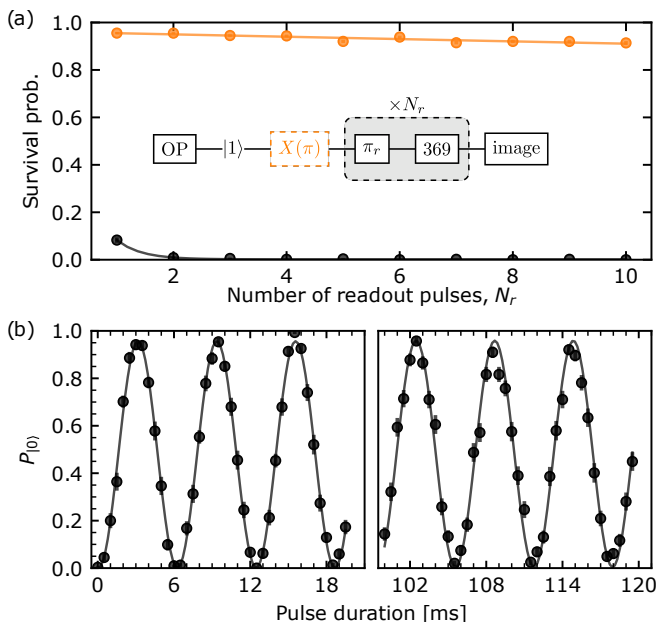 (a)
1.0
0.8
0.6
0.4
0.2
0.0
Survival prob.
×N_r
OP |1⟩ X(π) π_r 369 image
2 4 6 8 10
Number of readout pulses, N_r
(b)
1.0
0.8
0.6
0.4
0.2
0.0
P_|0⟩
0 6 12 18 102 108 114 120
Pulse duration [ms]